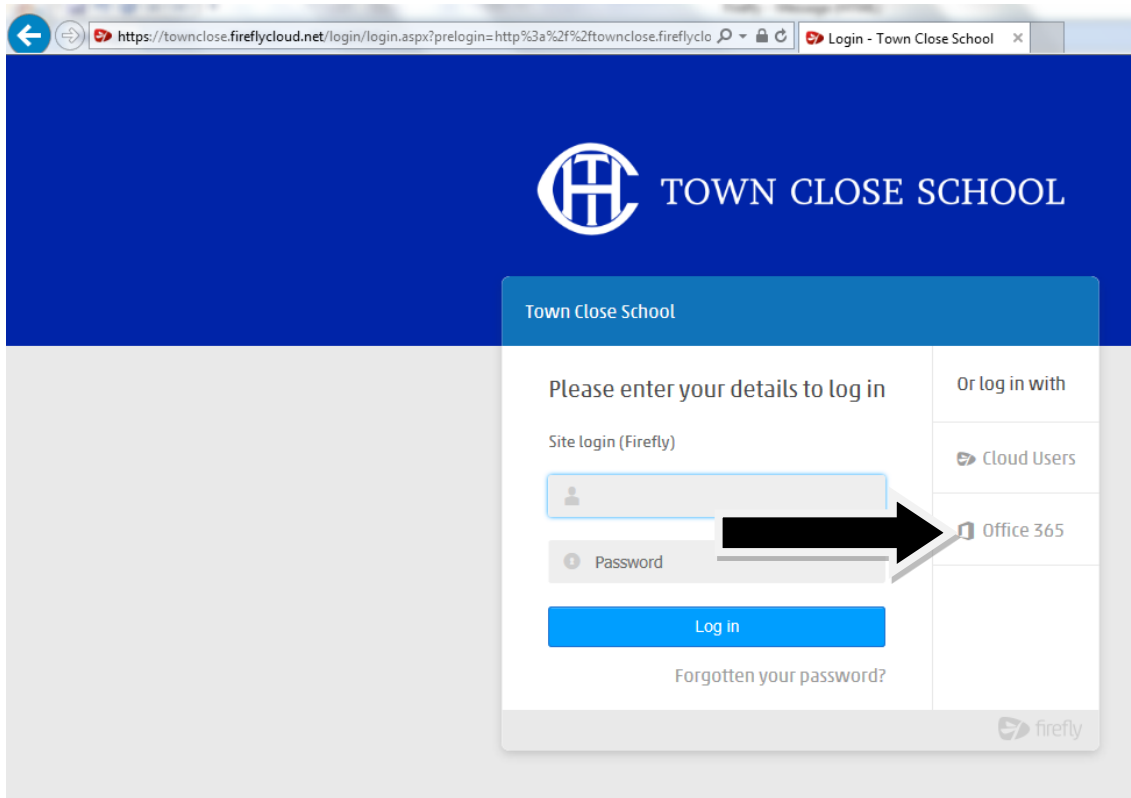 https://townclose.fireflycloud.net/login/login.aspx?prelogin=http%3a%2f%2ftownclose.fireflyclo
Login - Town Close School
TOWN CLOSE SCHOOL
Town Close School
Please enter your details to log in
Or log in with
Site login (Firefly)
Cloud Users
Office 365
Password
Log in
Forgotten your password?
firefly